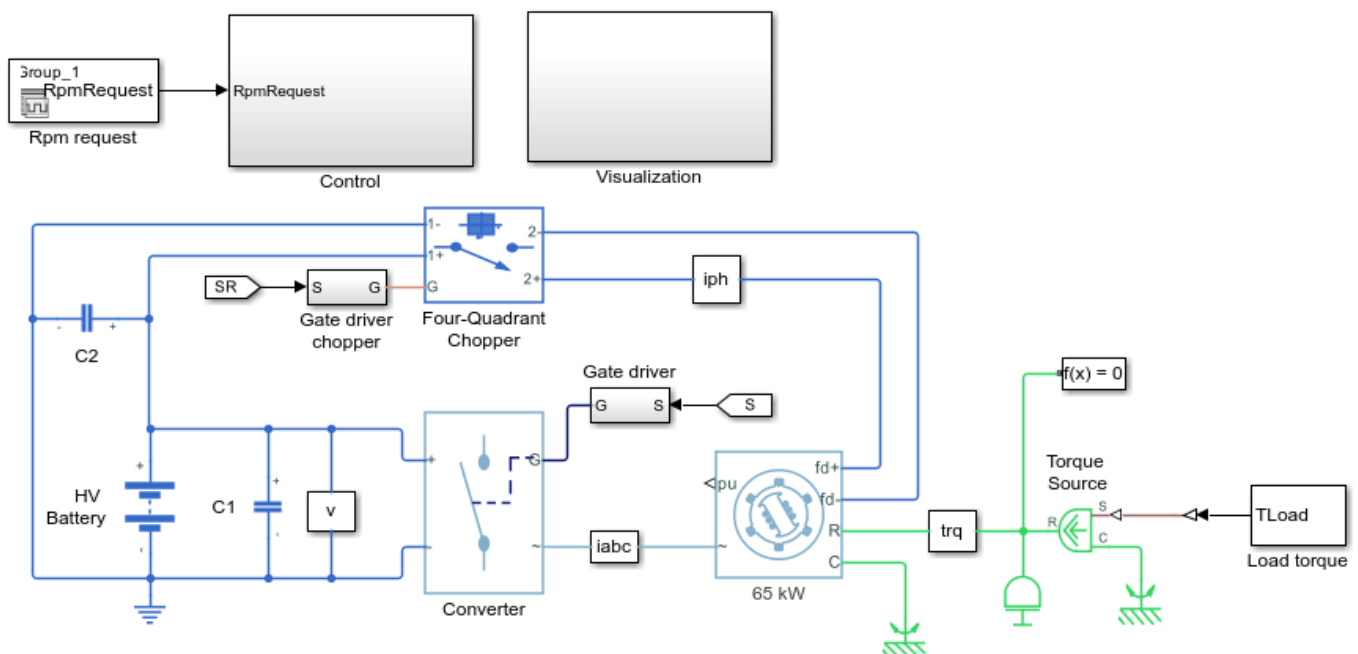 Group_1
RpmRequest
Rpm request
RpmRequest
Control
Visualization
1-
1+
G
2-
2+
Four-Quadrant
Chopper
SR
S G
Gate driver
chopper
iph
- +
C2
Gate driver
G S
S
f(x) = 0
+
HV
Battery
-
+
C1
-
v
+
-
G
~
Converter
iabc
pu
~
fd+
fd-
R
C
65 kW
trq
Torque
Source
R
S
C
TLoad
Load torque